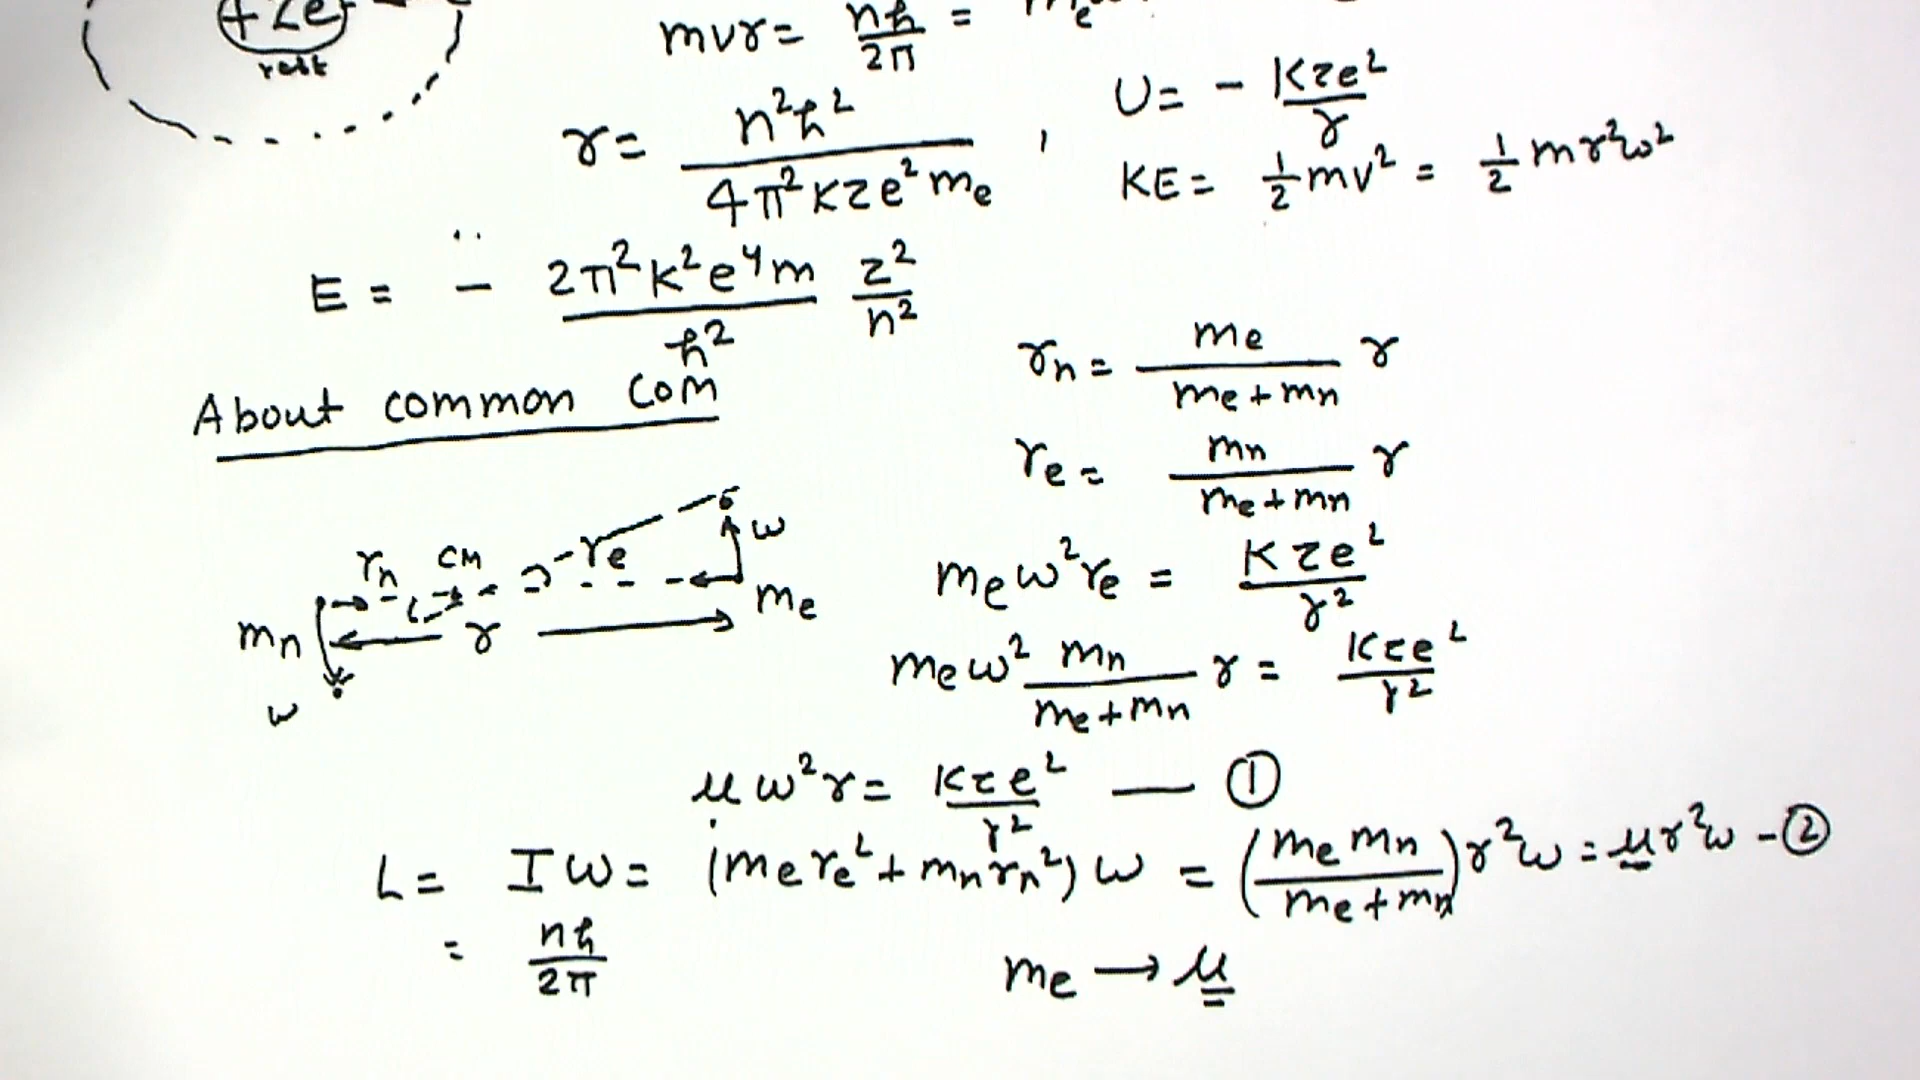 +Ze
rest
mvr = nh/2π =
r = n²h² / 4π²kze²me ,
U = - Kze²/r
KE = ½mv² = ½mr²ω²
E = - 2π²k²e⁴m/h² z²/n²
About common COM
rn = me/(me+mn) r
re = mn/(me+mn) r
rn CM re ω
mn r me
ω
meω²re = Kze²/r²
meω² mn/(me+mn) r = Kze²/r²
μω²r = Kze²/r² — ①
L = Iω = (mere²+mnrn²)ω = (memn/(me+mn))r²ω = μr²ω - ②
= nh/2π
me → μ